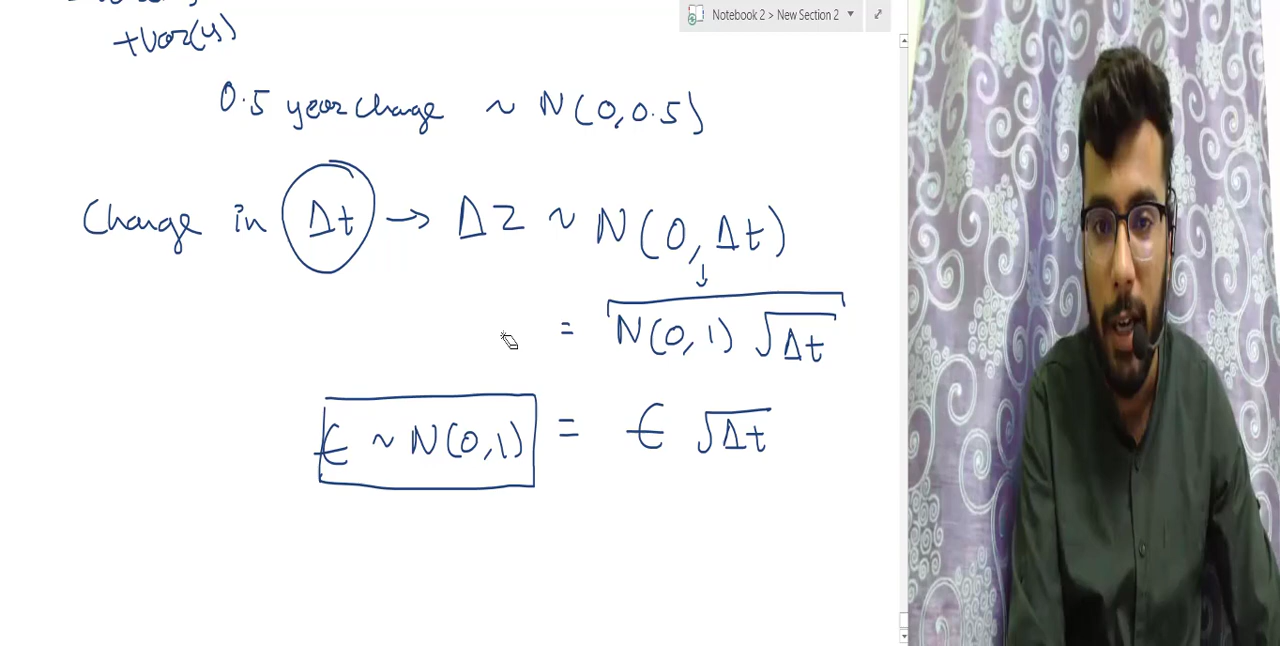 Notebook 2 > New Section 2
+Var(y)
0.5 year change ~ N(0, 0.5)
Change in Δt → Δz ~ N(0, Δt)
↓
= N(0, 1) √Δt
ϵ ~ N(0, 1) = ϵ √Δt